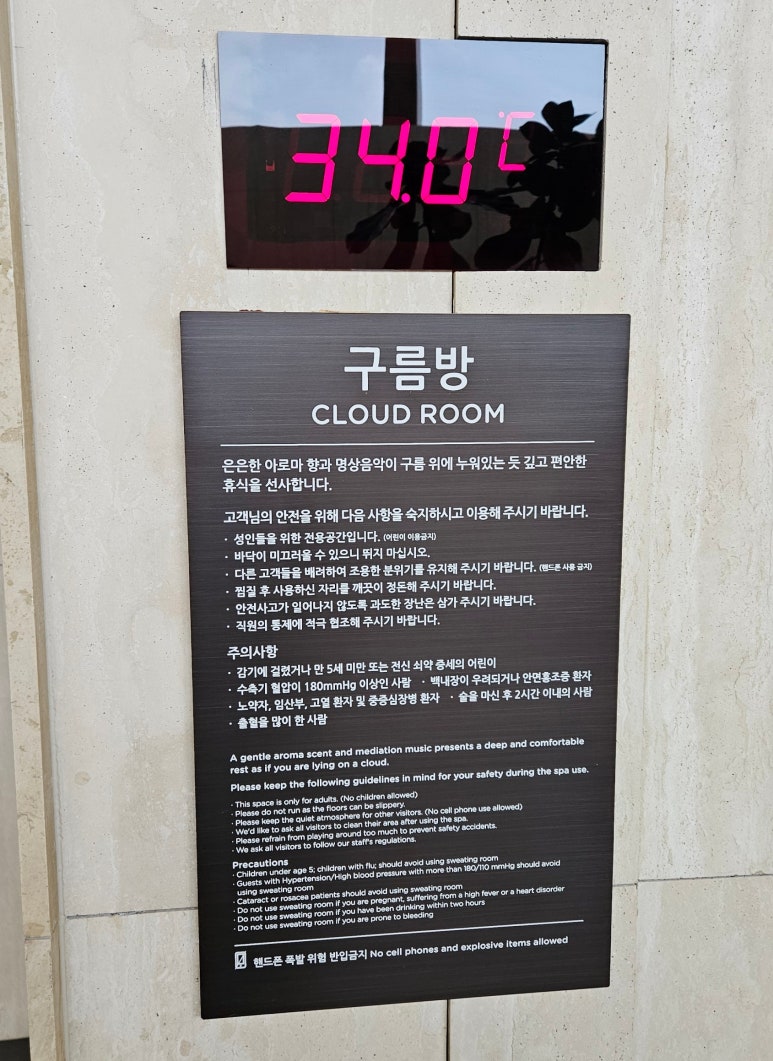 34.0°C
구름방
CLOUD ROOM
은은한 아로마 향과 명상음악이 구름 위에 누워있는 듯 깊고 편안한
휴식을 선사합니다.
고객님의 안전을 위해 다음 사항을 숙지하시고 이용해 주시기 바랍니다.
· 성인들을 위한 전용공간입니다. (어린이 이용금지)
· 바닥이 미끄러울 수 있으니 뛰지 마십시오.
· 다른 고객들을 배려하여 조용한 분위기를 유지해 주시기 바랍니다. (핸드폰 사용 금지)
· 찜질 후 사용하신 자리를 깨끗이 정돈해 주시기 바랍니다.
· 안전사고가 일어나지 않도록 과도한 장난은 삼가 주시기 바랍니다.
· 직원의 통제에 적극 협조해 주시기 바랍니다.
주의사항
· 감기에 걸렸거나 만 5세 미만 또는 전신 쇠약 증세의 어린이
· 수축기 혈압이 180mmHg 이상인 사람 · 백내장이 우려되거나 안면홍조증 환자
· 노약자, 임산부, 고열 환자 및 중증심장병 환자 · 술을 마신 후 2시간 이내의 사람
· 출혈을 많이 한 사람
A gentle aroma scent and mediation music presents a deep and comfortable
rest as if you are lying on a cloud.
Please keep the following guidelines in mind for your safety during the spa use.
· This space is only for adults. (No children allowed)
· Please do not run as the floors can be slippery.
· Please keep the quiet atmosphere for other visitors. (No cell phone use allowed)
· We'd like to ask all visitors to clean their area after using the spa.
· Please refrain from playing around too much to prevent safety accidents.
· We ask all visitors to follow our staff's regulations.
Precautions
· Children under age 5; children with flu; should avoid using sweating room
· Guests with Hypertension/High blood pressure with more than 180/110 mmHg should avoid
using sweating room
· Cataract or rosacea patients should avoid using sweating room
· Do not use sweating room if you are pregnant, suffering from a high fever or a heart disorder
· Do not use sweating room if you have been drinking within two hours
· Do not use sweating room if you are prone to bleeding
핸드폰 폭발 위험 반입금지 No cell phones and explosive items allowed